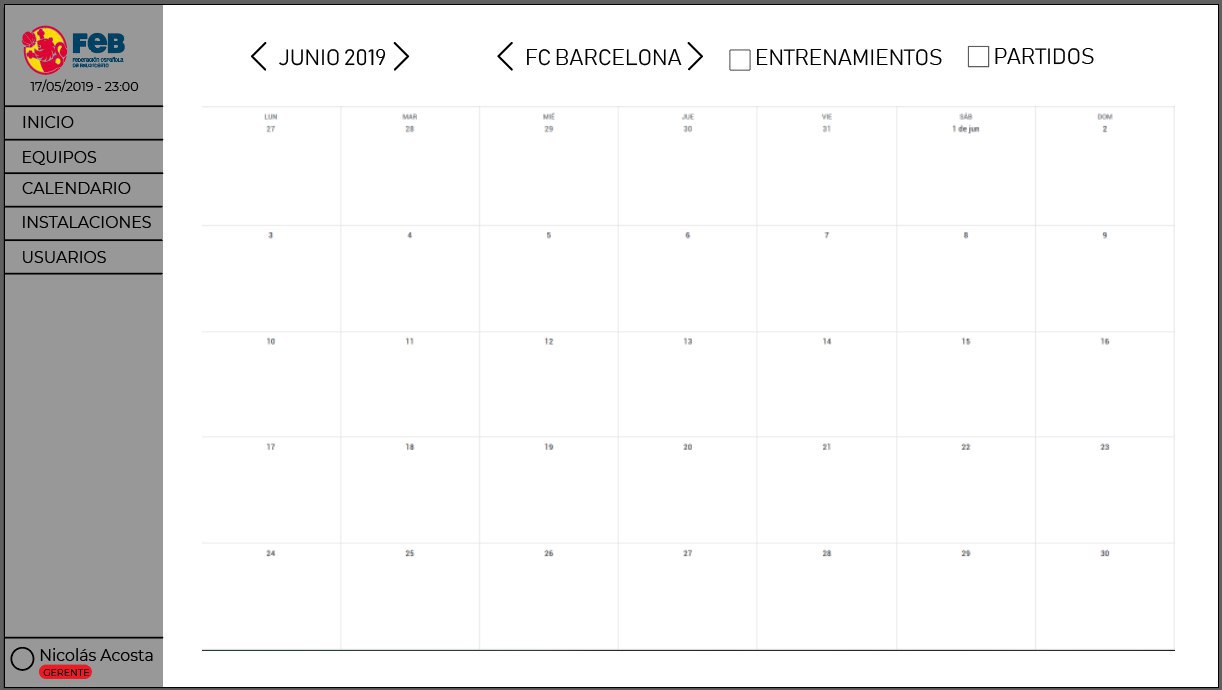 FEB
FEDERACIÓN ESPAÑOLA
DE BALONCESTO
17/05/2019 - 23:00
INICIO
EQUIPOS
CALENDARIO
INSTALACIONES
USUARIOS
Nicolás Acosta
GERENTE
JUNIO 2019 FC BARCELONA ENTRENAMIENTOS PARTIDOS
LUN MAR MIÉ JUE VIE SÁB DOM
27 28 29 30 31 1 de jun 2
3 4 5 6 7 8 9
10 11 12 13 14 15 16
17 18 19 20 21 22 23
24 25 26 27 28 29 30